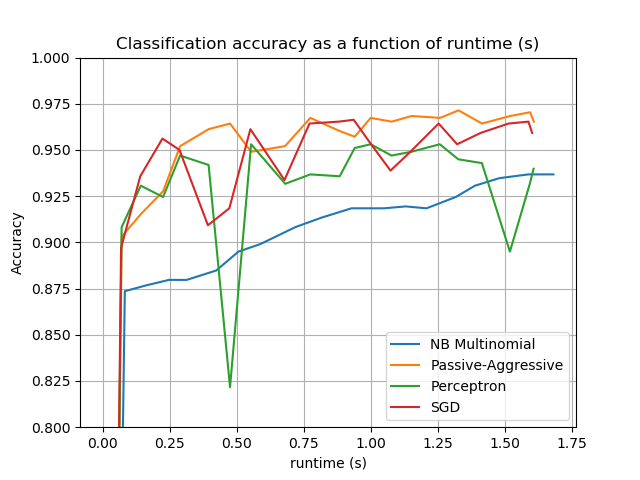 Classification accuracy as a function of runtime (s)
1.000
0.975
0.950
0.925
0.900
0.875
0.850
0.825
0.800
Accuracy
NB Multinomial
Passive-Aggressive
Perceptron
SGD
0.00 0.25 0.50 0.75 1.00 1.25 1.50 1.75
runtime (s)